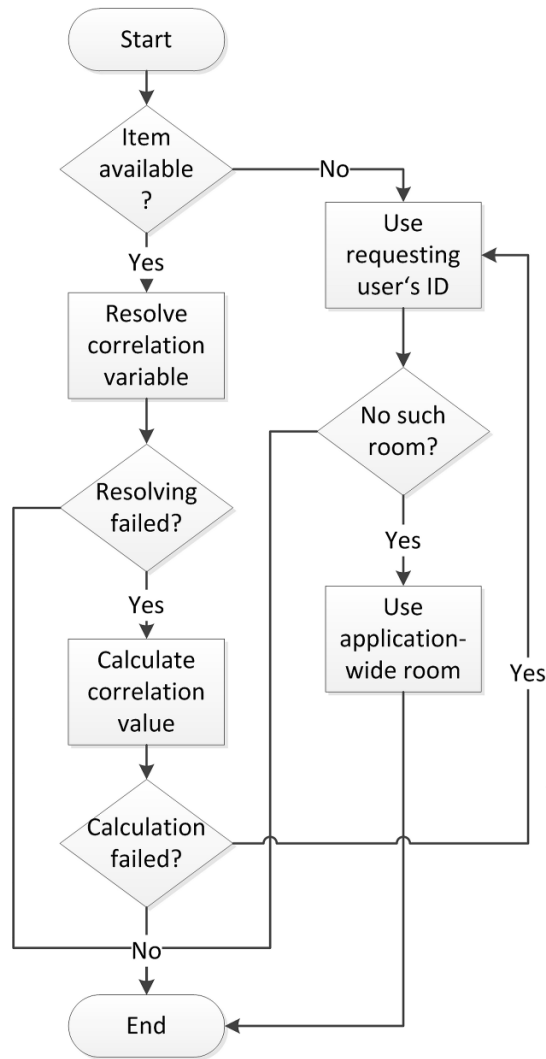 Start
Item
available
?
No
Yes
Use
requesting
user‘s ID
Resolve
correlation
variable
No such
room?
Resolving
failed?
Yes
Yes
Use
application-
wide room
Calculate
correlation
value
Yes
Calculation
failed?
No
End